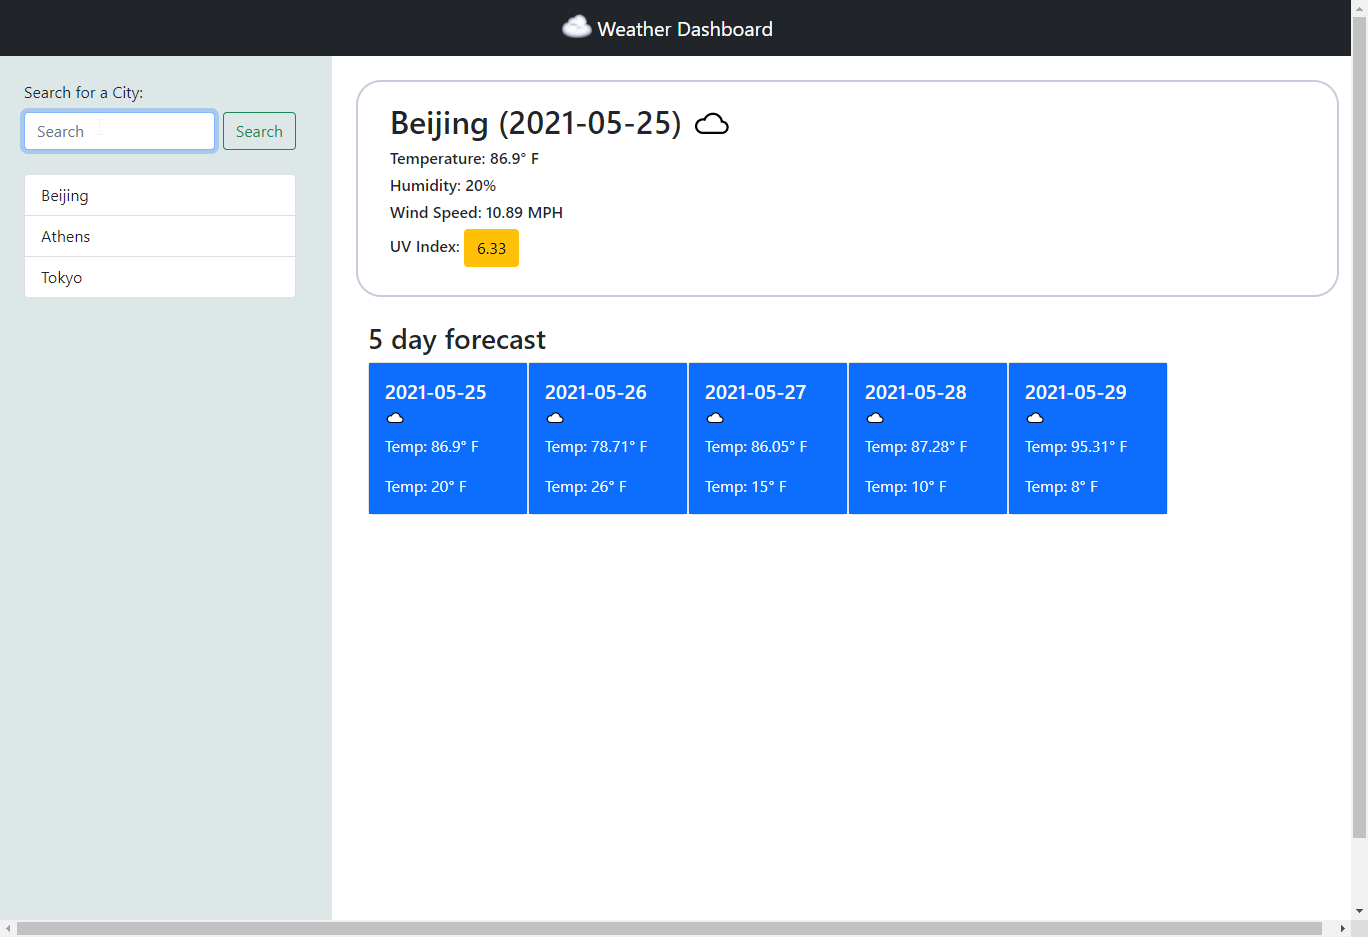 Weather Dashboard
Search for a City:
Search
Search
Beijing
Athens
Tokyo
Beijing (2021-05-25)
Temperature: 86.9° F
Humidity: 20%
Wind Speed: 10.89 MPH
UV Index: 6.33
5 day forecast
2021-05-25
Temp: 86.9° F
Temp: 20° F
2021-05-26
Temp: 78.71° F
Temp: 26° F
2021-05-27
Temp: 86.05° F
Temp: 15° F
2021-05-28
Temp: 87.28° F
Temp: 10° F
2021-05-29
Temp: 95.31° F
Temp: 8° F